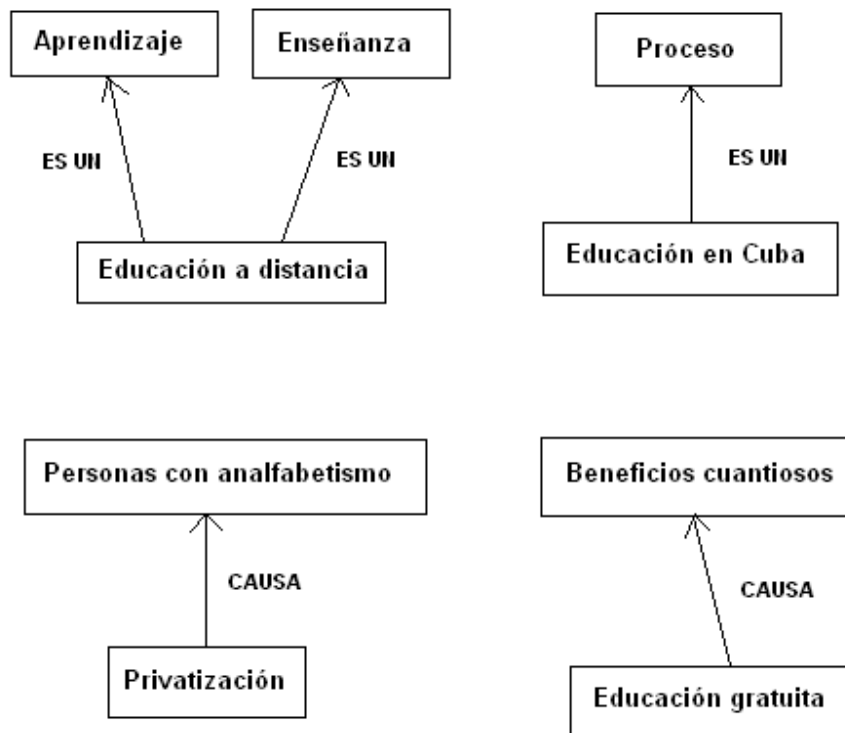 Aprendizaje
Enseñanza
Proceso
ES UN
ES UN
ES UN
Educación a distancia
Educación en Cuba
Personas con analfabetismo
Beneficios cuantiosos
CAUSA
CAUSA
Privatización
Educación gratuita